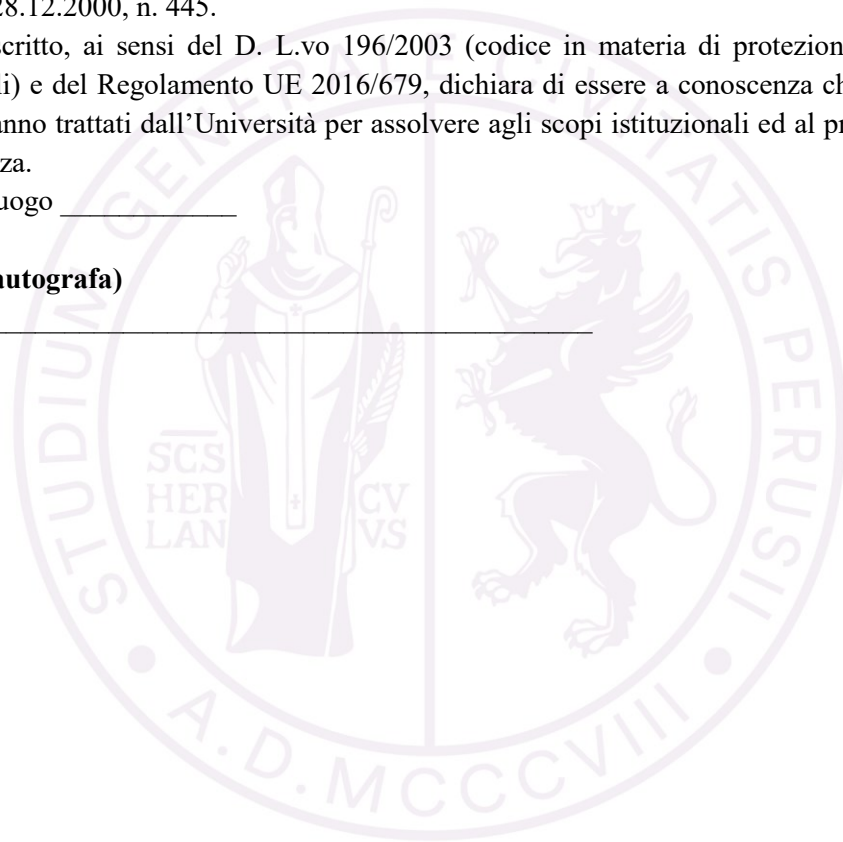 28.12.2000, n. 445.
scritto, ai sensi del D. L.vo 196/2003 (codice in materia di protezion
li) e del Regolamento UE 2016/679, dichiara di essere a conoscenza ch
anno trattati dall’Università per assolvere agli scopi istituzionali ed al pr
za.
uogo ____________
autografa)
STUDIUM GENERALE CIVITATIS PERUSII
SCS
HER
LAN
CV
VS
A.D. MCCCVIII